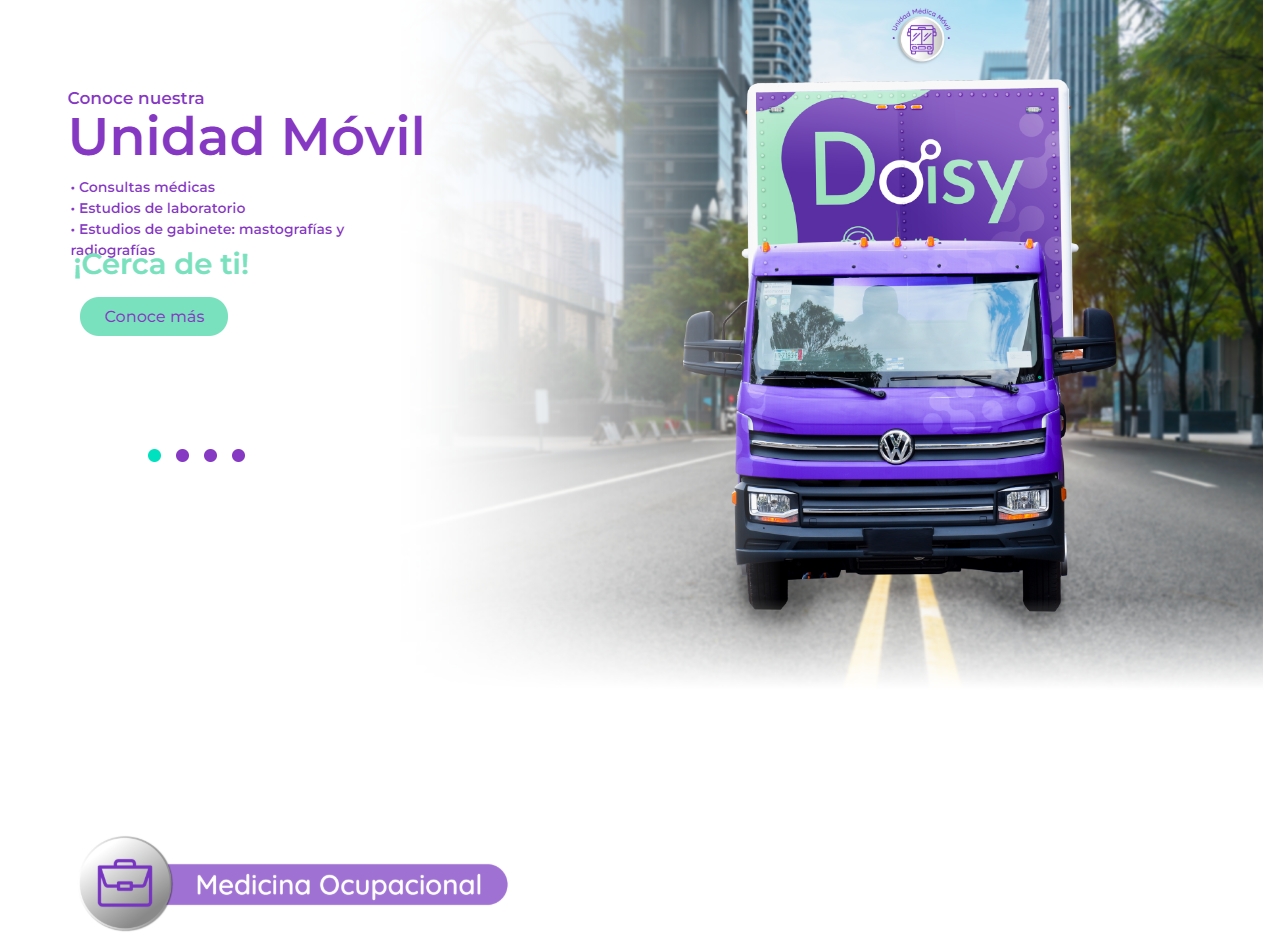 Unidad Médica Móvil
Conoce nuestra
Unidad Móvil
• Consultas médicas
• Estudios de laboratorio
• Estudios de gabinete: mastografías y
radiografías
¡Cerca de ti!
Conoce más
Doisy
Medicina Ocupacional